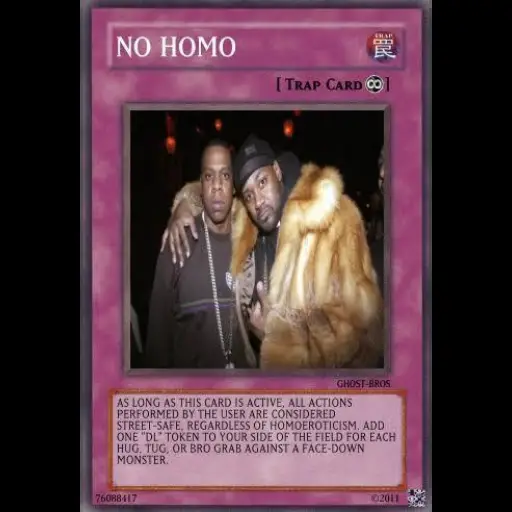 NO HOMO
TRAP
罠
[ TRAP CARD ]
GHOST-BROS
AS LONG AS THIS CARD IS ACTIVE, ALL ACTIONS
PERFORMED BY THE USER ARE CONSIDERED
STREET-SAFE, REGARDLESS OF HOMOEROTICISM. ADD
ONE "DL" TOKEN TO YOUR SIDE OF THE FIELD FOR EACH
HUG, TUG, OR BRO GRAB AGAINST A FACE-DOWN
MONSTER.
76088417
©2011